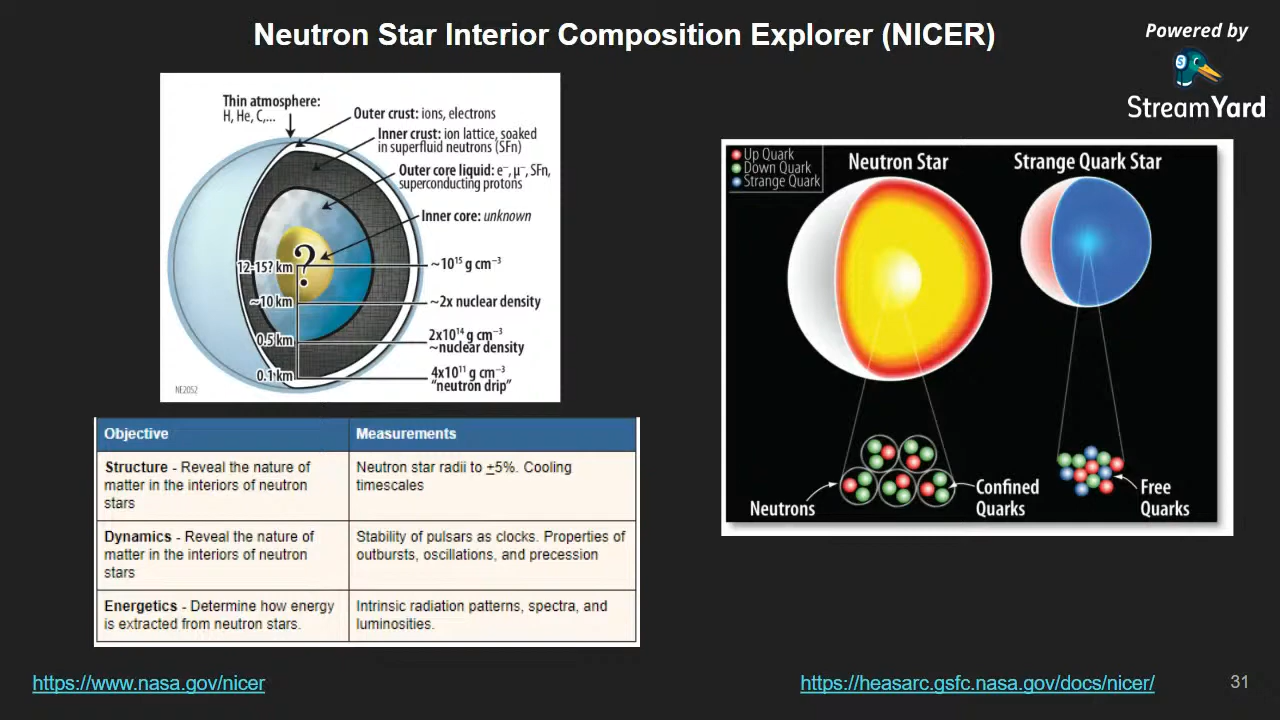 Neutron Star Interior Composition Explorer (NICER)
Powered by
StreamYard
Thin atmosphere:
H, He, C,...
Outer crust: ions, electrons
Inner crust: ion lattice, soaked
in superfluid neutrons (SFn)
Outer core liquid: e⁻, μ⁻, SFn,
superconducting protons
Inner core: unknown
?
12-15? km
~10¹⁵ g cm⁻³
~10 km
~2x nuclear density
0.5 km
2x10¹⁴ g cm⁻³
~nuclear density
0.1 km
4x10¹¹ g cm⁻³
"neutron drip"
NE2052
Up Quark
Down Quark
Strange Quark
Neutron Star
Strange Quark Star
Neutrons
Confined
Quarks
Free
Quarks
Objective
Measurements
Structure - Reveal the nature of
matter in the interiors of neutron
stars
Neutron star radii to ±5%. Cooling
timescales
Dynamics - Reveal the nature of
matter in the interiors of neutron
stars
Stability of pulsars as clocks. Properties of
outbursts, oscillations, and precession
Energetics - Determine how energy
is extracted from neutron stars.
Intrinsic radiation patterns, spectra, and
luminosities.
https://www.nasa.gov/nicer
https://heasarc.gsfc.nasa.gov/docs/nicer/
31